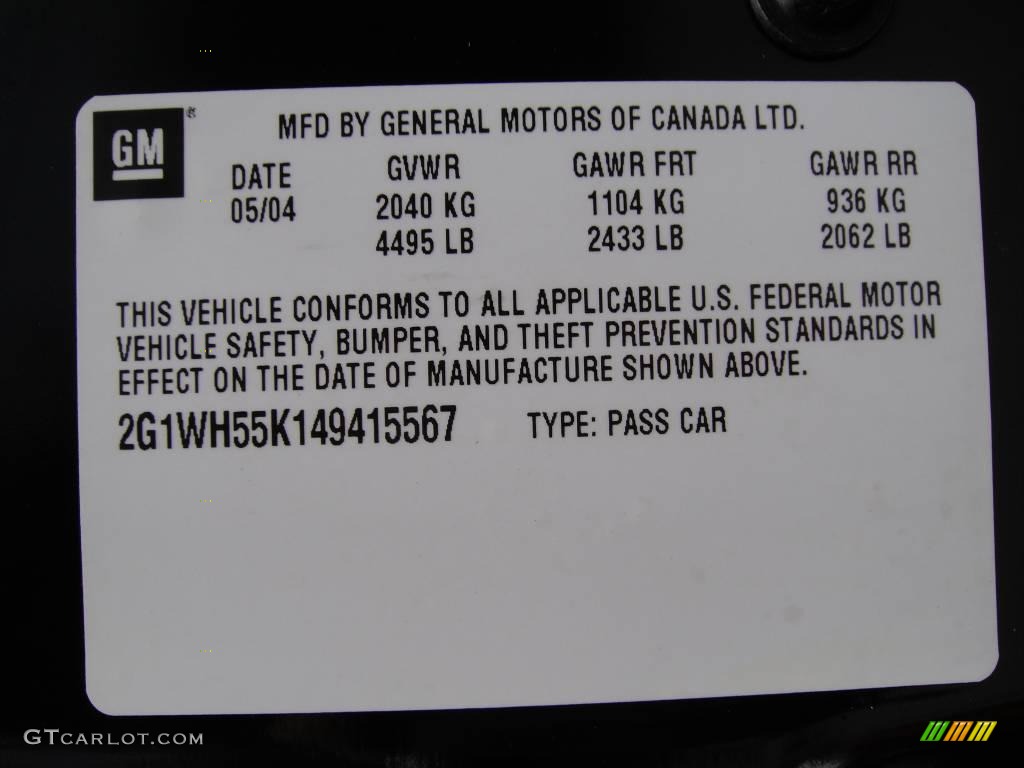 GM ®
MFD BY GENERAL MOTORS OF CANADA LTD.
DATE GVWR GAWR FRT GAWR RR
05/04 2040 KG 1104 KG 936 KG
4495 LB 2433 LB 2062 LB
THIS VEHICLE CONFORMS TO ALL APPLICABLE U.S. FEDERAL MOTOR
VEHICLE SAFETY, BUMPER, AND THEFT PREVENTION STANDARDS IN
EFFECT ON THE DATE OF MANUFACTURE SHOWN ABOVE.
2G1WH55K149415567 TYPE: PASS CAR
GTCARLOT.COM